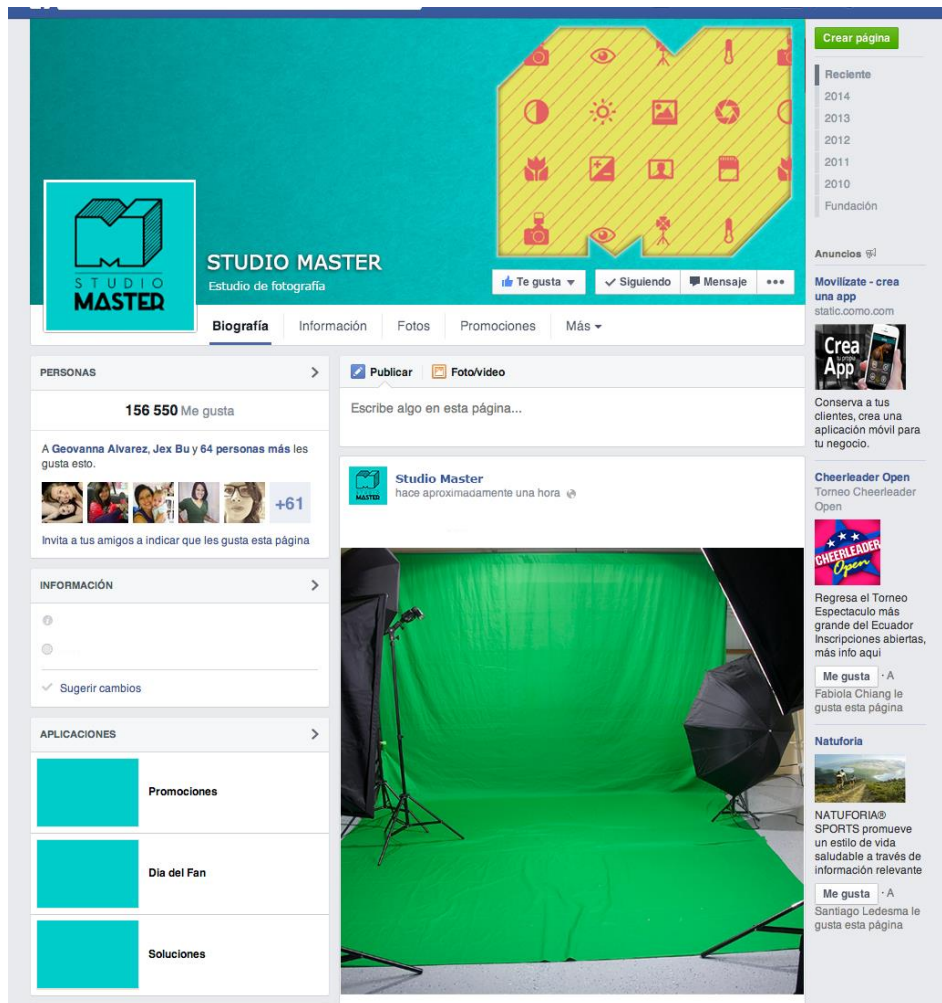 STUDIO
MASTER
STUDIO MASTER
Estudio de fotografía
Te gusta
Siguiendo
Mensaje
Biografía
Información
Fotos
Promociones
Más
PERSONAS
156 550 Me gusta
A Geovanna Alvarez, Jex Bu y 64 personas más les
gusta esto.
+61
Invita a tus amigos a indicar que les gusta esta página
INFORMACIÓN
Sugerir cambios
APLICACIONES
Promociones
Dia del Fan
Soluciones
Publicar
Foto/video
Escribe algo en esta página...
MASTER
Studio Master
hace aproximadamente una hora
Crear página
Reciente
2014
2013
2012
2011
2010
Fundación
Anuncios
Movilízate - crea
una app
static.como.com
Crea
tu propia
App
Conserva a tus
clientes, crea una
aplicación móvil para
tu negocio.
Cheerleader Open
Torneo Cheerleader
Open
CHEERLEADER
Open
Regresa el Torneo
Espectaculo más
grande del Ecuador
Inscripciones abiertas,
más info aqui
Me gusta · A
Fabiola Chiang le
gusta esta página
Natuforia
NATUFORIA®
SPORTS promueve
un estilo de vida
saludable a través de
información relevante
Me gusta · A
Santiago Ledesma le
gusta esta página